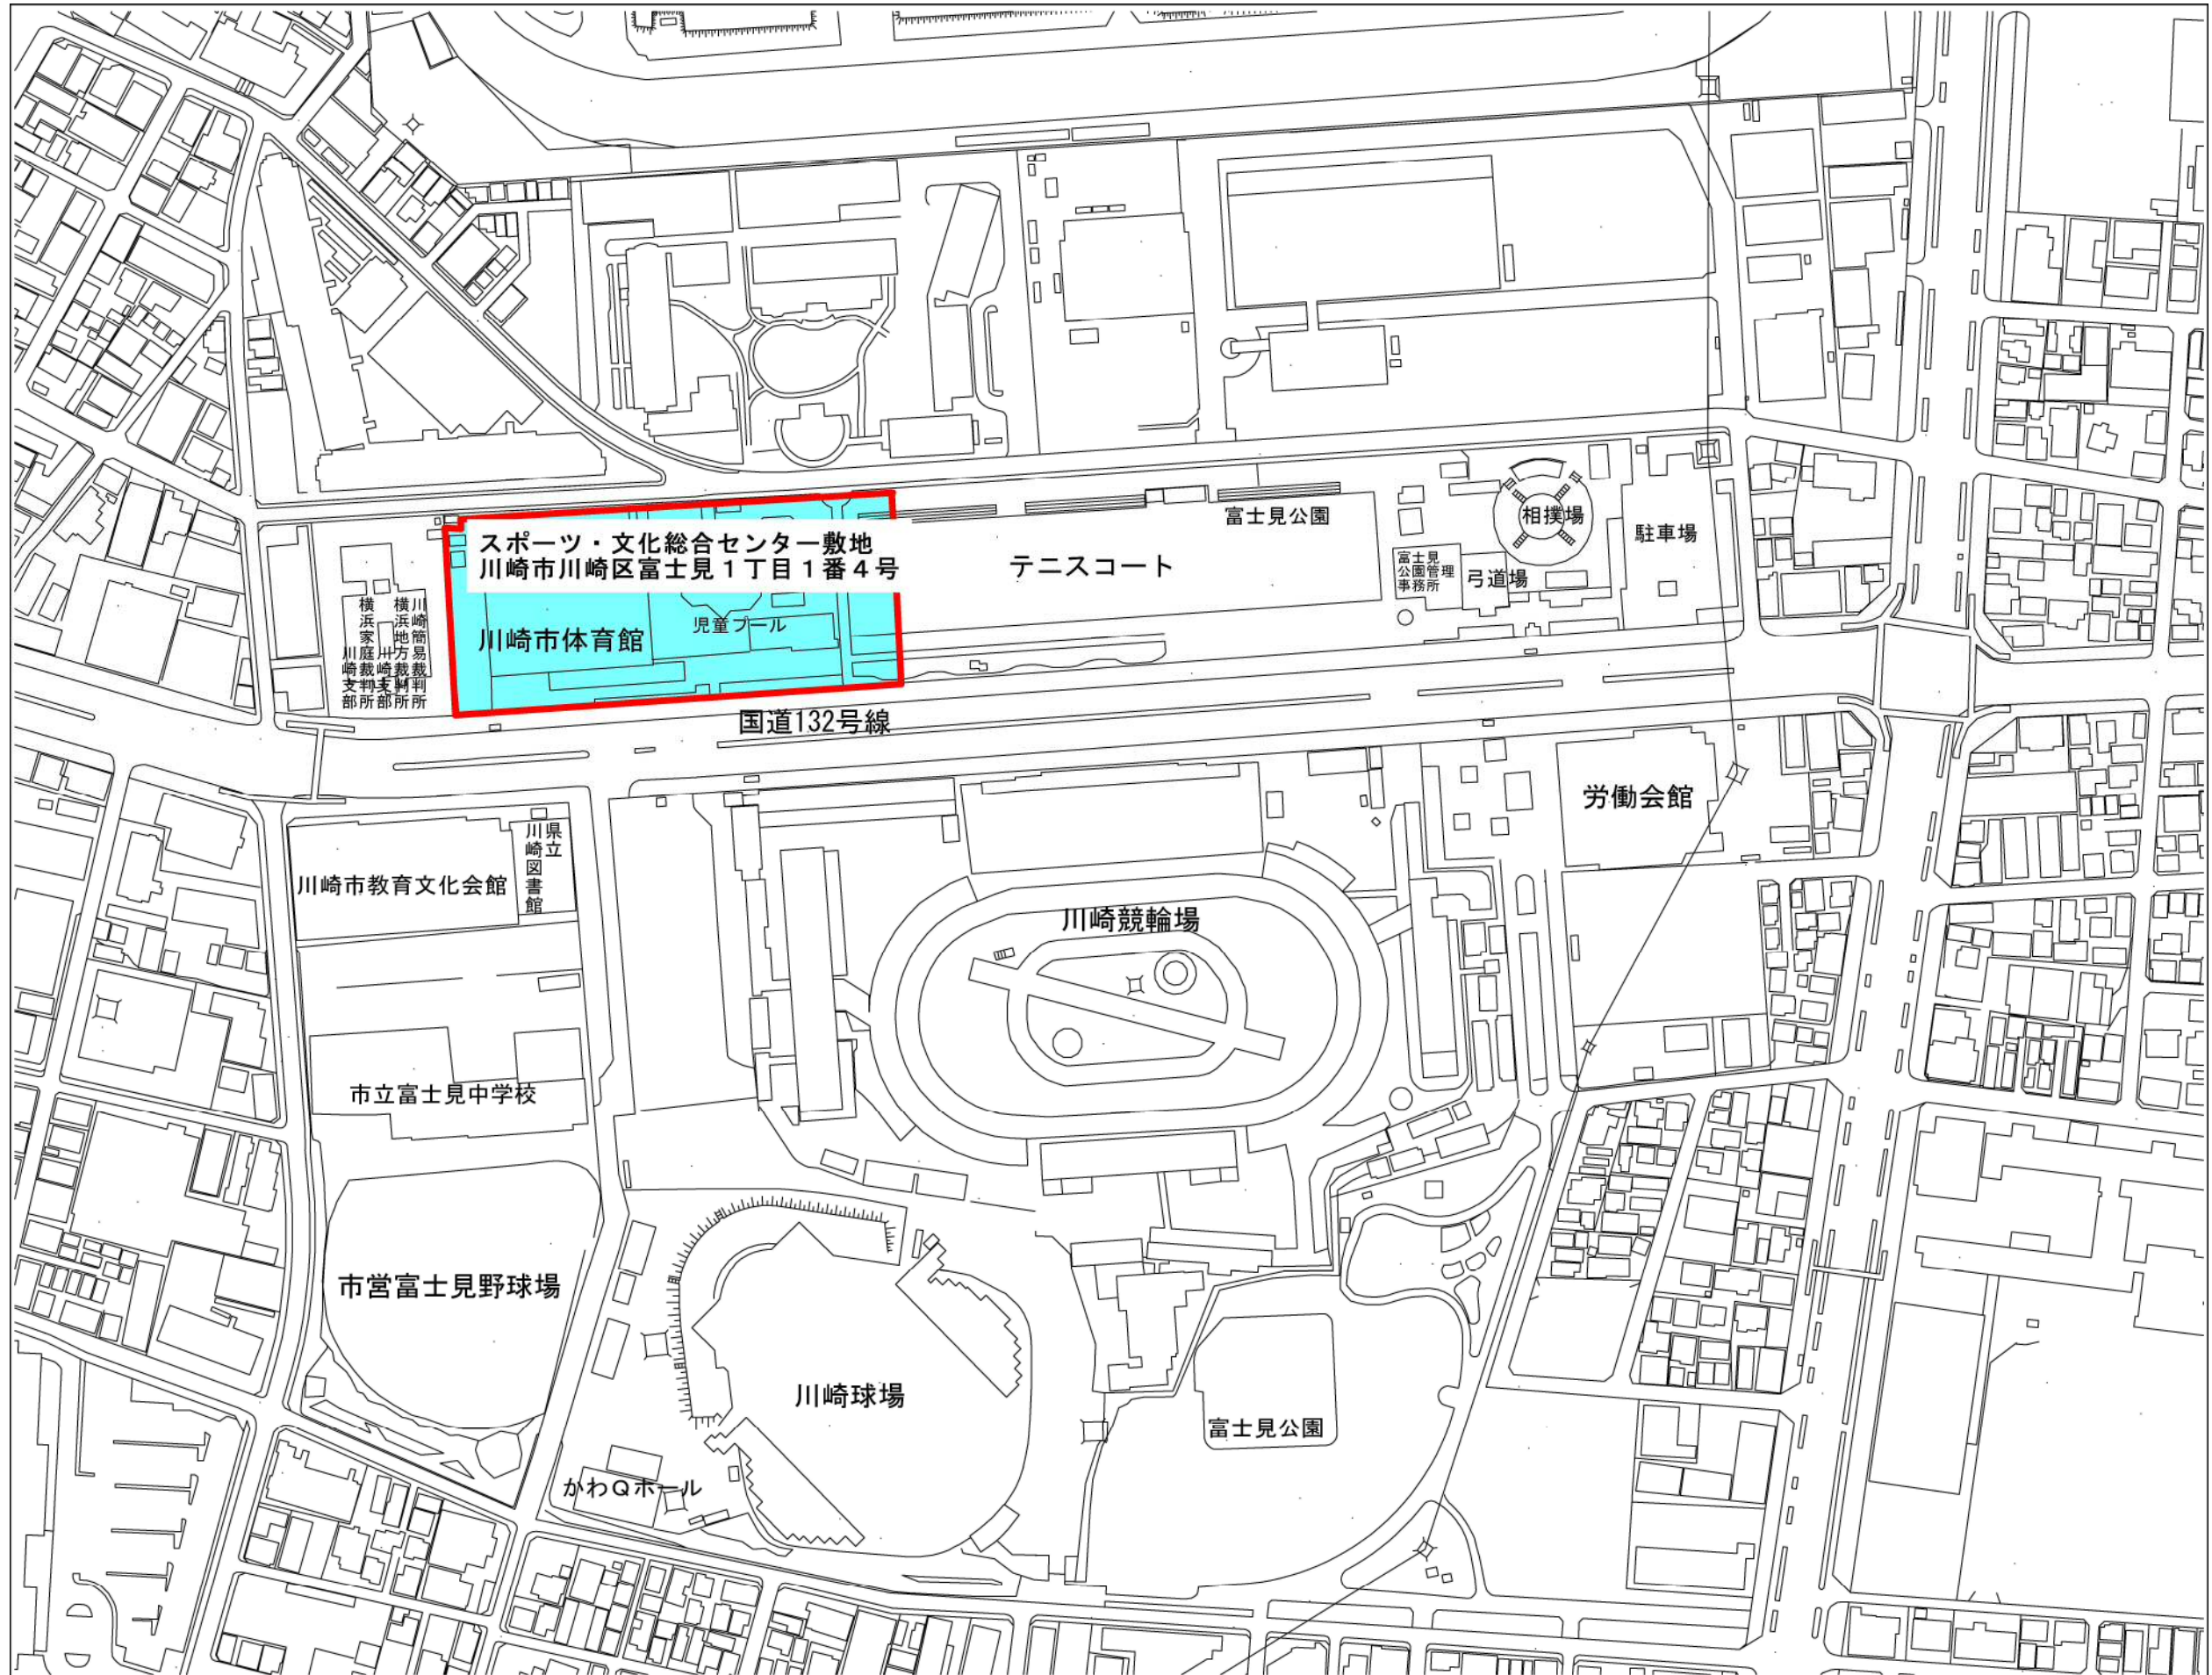 富士見公園
相撲場
駐車場
スポーツ・文化総合センター敷地
川崎市川崎区富士見1丁目1番4号
テニスコート
富士見
公園管理
事務所
弓道場
川崎簡易裁判所
横浜地方裁判所
川崎支部
横浜家庭裁判所
川崎支部
川崎市体育館
児童プール
国道132号線
労働会館
県立
川崎図書館
川崎市教育文化会館
川崎競輪場
市立富士見中学校
市営富士見野球場
川崎球場
富士見公園
かわQホール